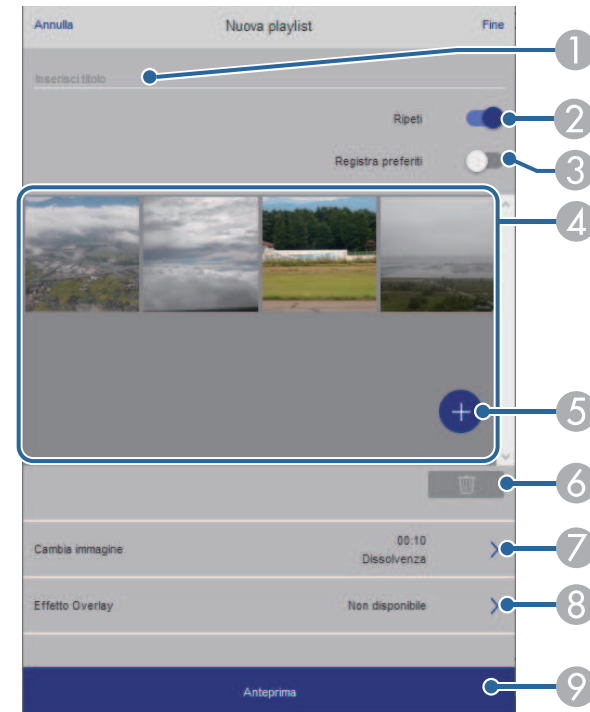 Annulla Nuova playlist Fine
1
Inserisci titolo
Ripeti
2
Registra preferiti
3
4
5
6
Cambia immagine 00:10
Dissolvenza
7
Effetto Overlay Non disponibile
8
Anteprima
9